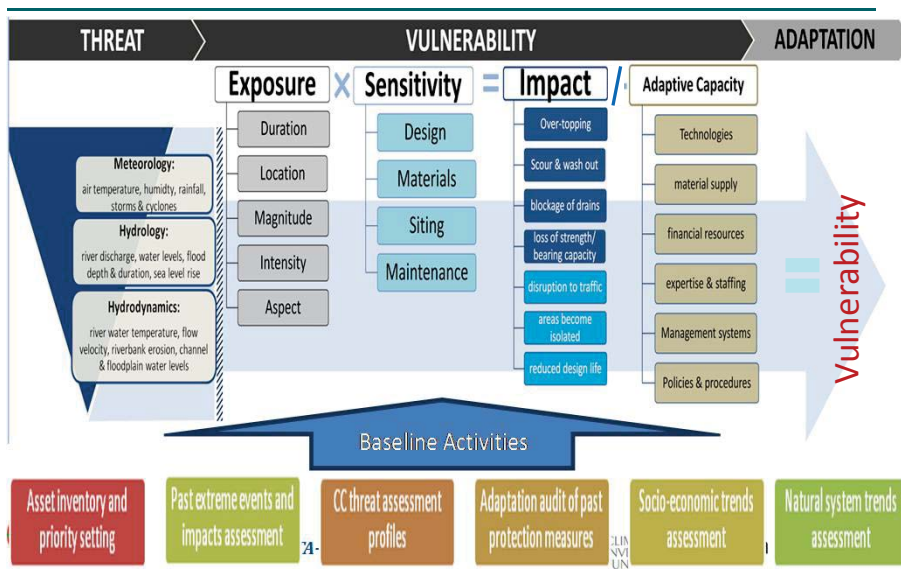 THREAT
VULNERABILITY
ADAPTATION
Exposure
×
Sensitivity
=
Impact
/
Adaptive Capacity
Duration
Location
Magnitude
Intensity
Aspect
Design
Materials
Siting
Maintenance
Over-topping
Scour & wash out
blockage of drains
loss of strength/
bearing capacity
disruption to traffic
areas become
isolated
reduced design life
Technologies
material supply
financial resources
expertise & staffing
Management systems
Policies & procedures
Meteorology:
air temperature, humidity, rainfall,
storms & cyclones
Hydrology:
river discharge, water levels, flood
depth & duration, sea level rise
Hydrodynamics:
river water temperature, flow
velocity, riverbank erosion, channel
& floodplain water levels
=
Vulnerability
Baseline Activities
Asset inventory and
priority setting
Past extreme events and
impacts assessment
CC threat assessment
profiles
Adaptation audit of past
protection measures
Socio-economic trends
assessment
Natural system trends
assessment